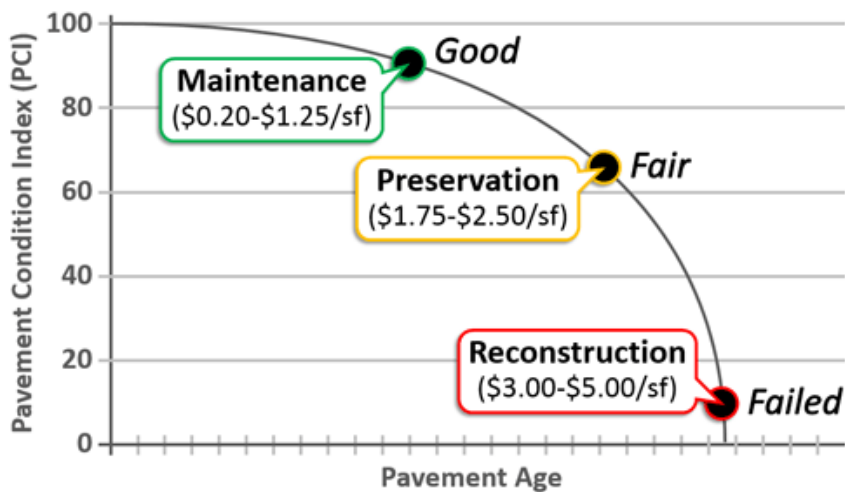 Pavement Condition Index (PCI)
100
80
60
40
20
0
Good
Maintenance
($0.20-$1.25/sf)
Fair
Preservation
($1.75-$2.50/sf)
Reconstruction
($3.00-$5.00/sf)
Failed
Pavement Age